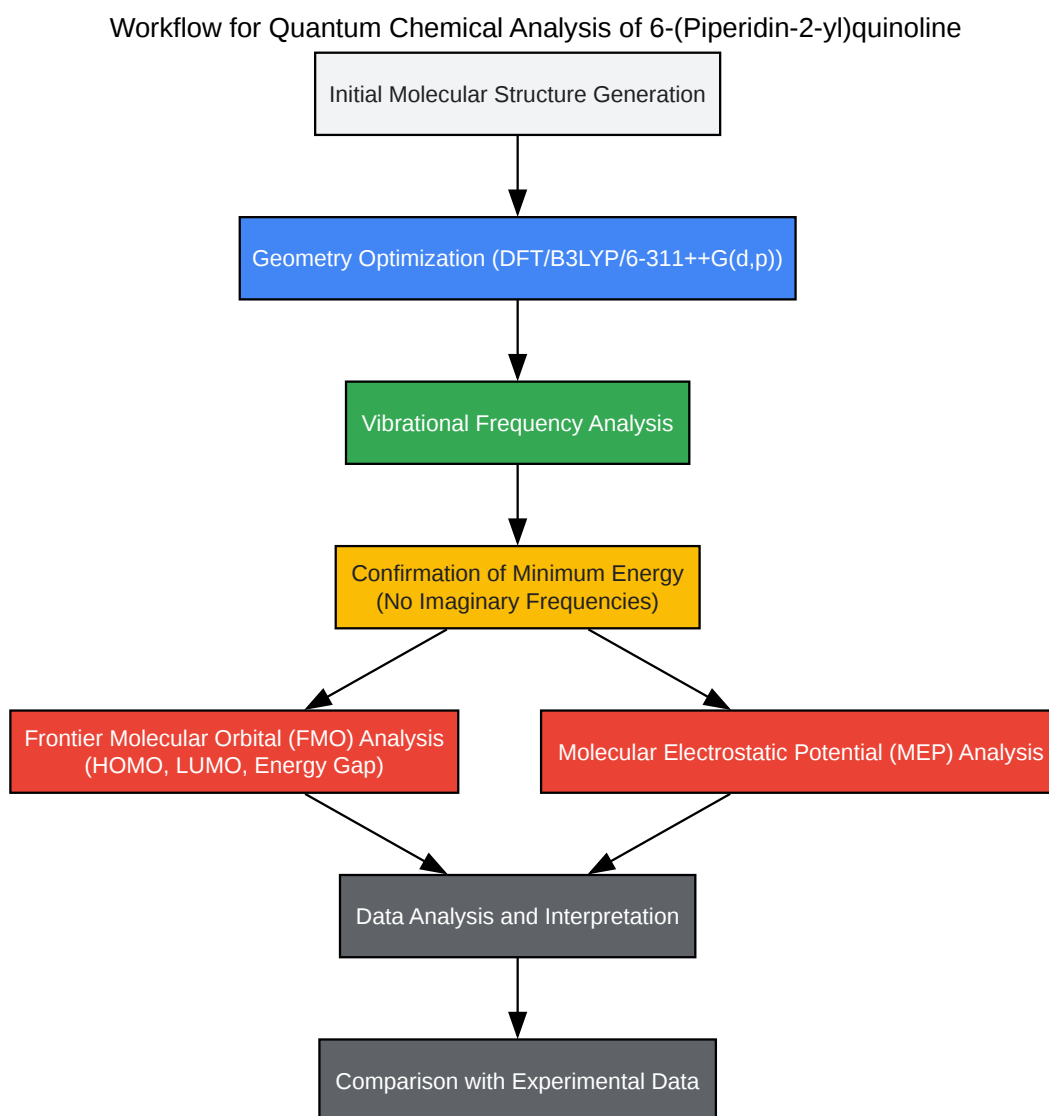 Workflow for Quantum Chemical Analysis of 6-(Piperidin-2-yl)quinoline
Initial Molecular Structure Generation
Geometry Optimization (DFT/B3LYP/6-311++G(d,p))
Vibrational Frequency Analysis
Confirmation of Minimum Energy
(No Imaginary Frequencies)
Frontier Molecular Orbital (FMO) Analysis
(HOMO, LUMO, Energy Gap)
Molecular Electrostatic Potential (MEP) Analysis
Data Analysis and Interpretation
Comparison with Experimental Data